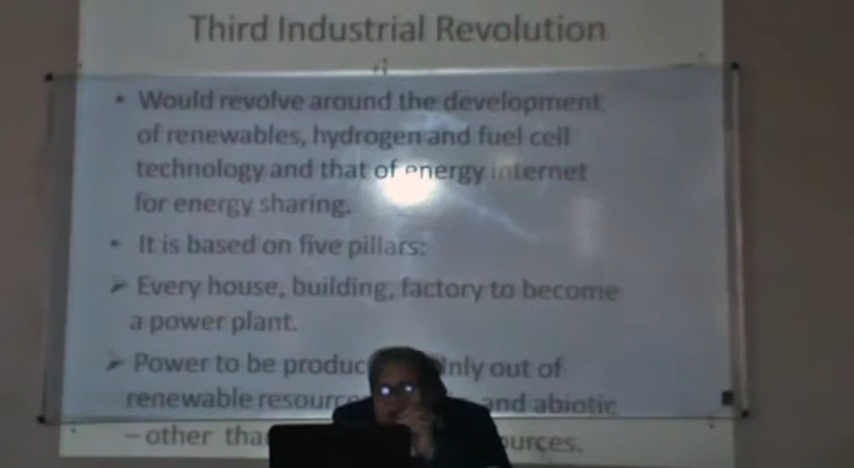 Third Industrial Revolution
• Would revolve around the development
of renewables, hydrogen and fuel cell
technology and that of energy internet
for energy sharing.
• It is based on five pillars:
➢ Every house, building, factory to become
a power plant.
➢ Power to be out of
renewable and abiotic
– other